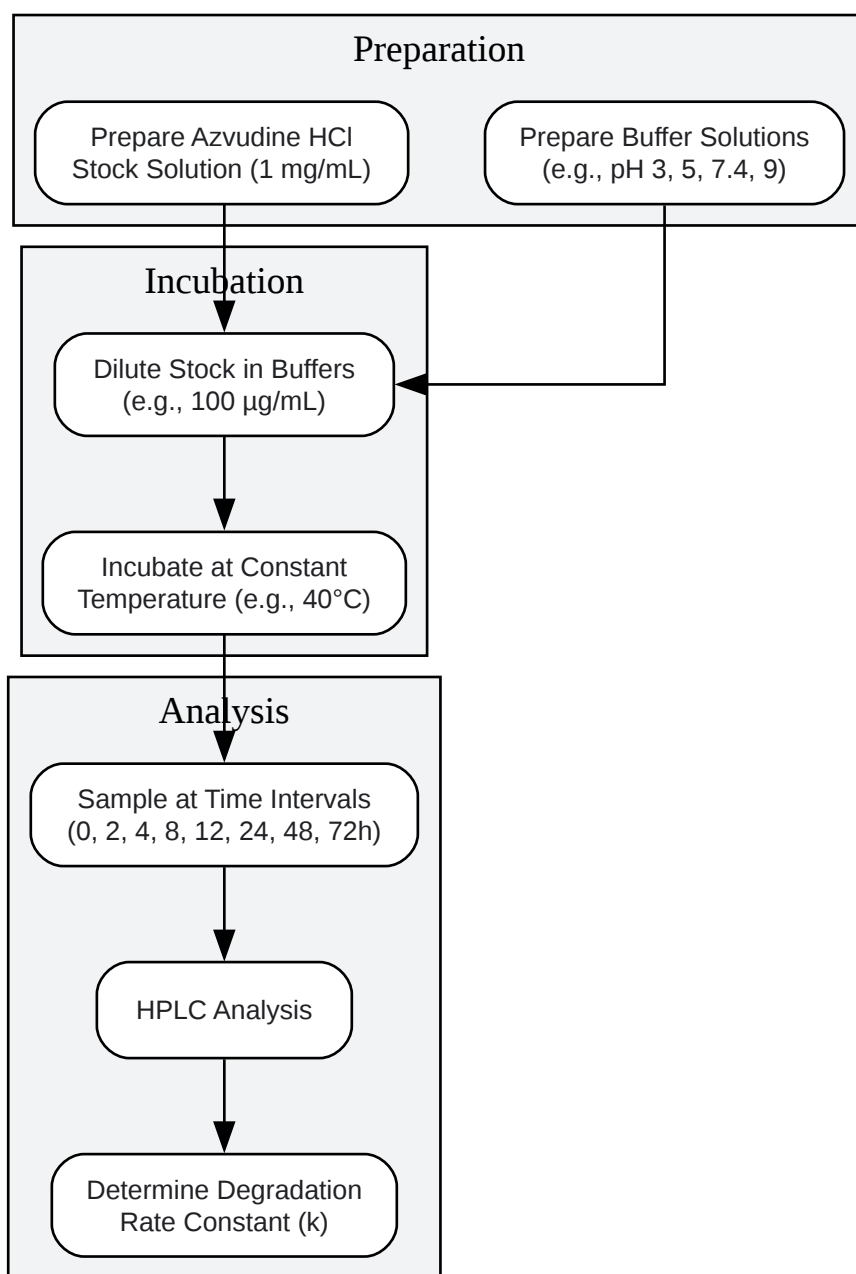 Preparation
Prepare Azvudine HCl
Stock Solution (1 mg/mL)
Prepare Buffer Solutions
(e.g., pH 3, 5, 7.4, 9)
Incubation
Dilute Stock in Buffers
(e.g., 100 µg/mL)
Incubate at Constant
Temperature (e.g., 40°C)
Analysis
Sample at Time Intervals
(0, 2, 4, 8, 12, 24, 48, 72h)
HPLC Analysis
Determine Degradation
Rate Constant (k)